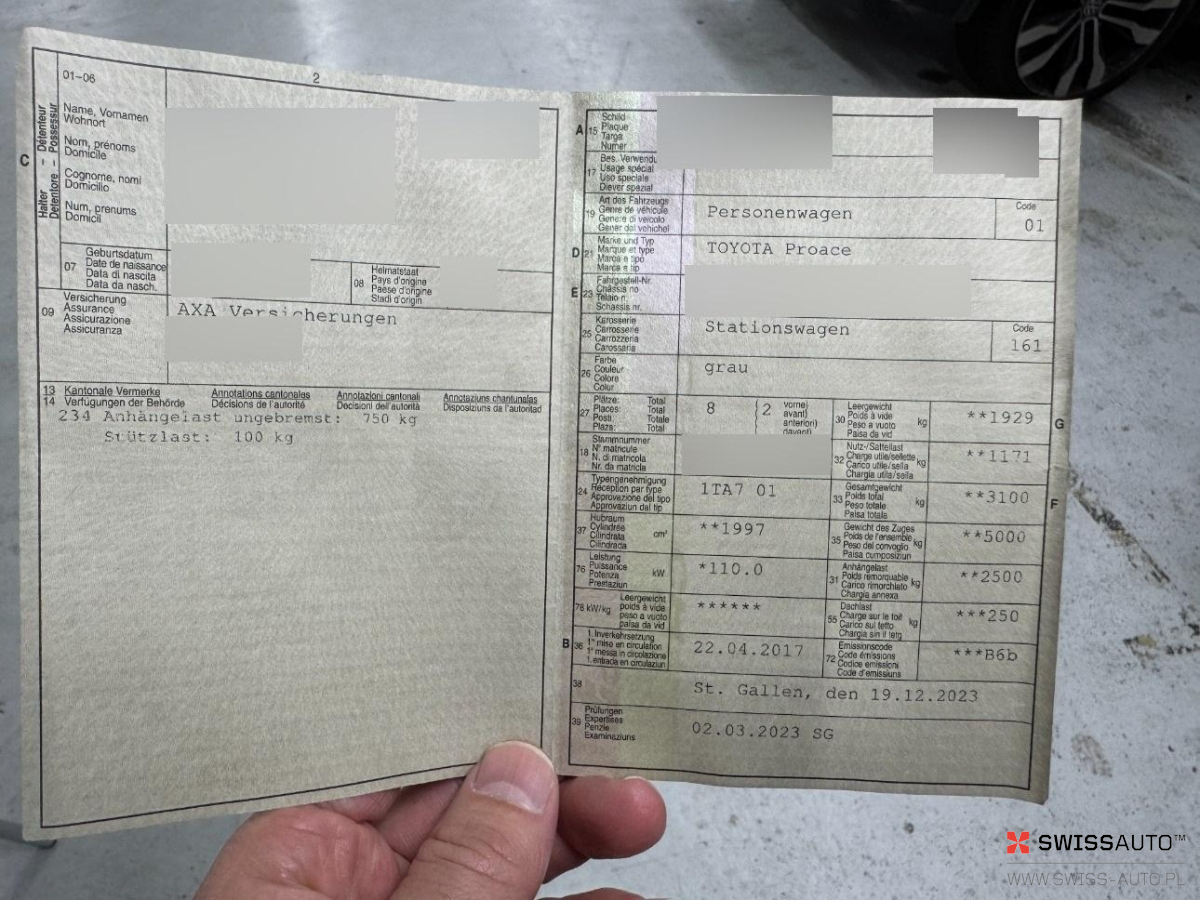 2
01-06
Halter – Détenteur
Detentore – Possessur
C
Name, Vornamen
Wohnort
Nom, prénoms
Domicile
Cognome, nomi
Domicilio
Num, prenums
Domicil
07
Geburtsdatum
Date de naissance
Data di nascita
Data da nasch.
08
Heimatstaat
Pays d'origine
Paese d'origine
Stadi d'origin
09
Versicherung
Assurance
Assicurazione
Assicuranza
AXA Versicherungen
13 Kantonale Vermerke Annotations cantonales Annotazioni cantonali Annotaziuns chantunalas
14 Verfügungen der Behörde Décisions de l'autorité Decisioni dell'autorità Disposiziuns da l'autoritad
234 Anhängelast ungebremst: 750 kg
Stützlast: 100 kg
A 15
Schild
Plaque
Targa
Numer
17
Bes. Verwendu
Usage spécial
Uso speciale
Diever spezial
19
Art des Fahrzeugs
Genre de véhicule
Genere di veicolo
Gener dal vehichel
Personenwagen
Code
01
D 21
Marke und Typ
Marque et type
Marca e tipo
Marca e tip
TOYOTA Proace
E 23
Fahrgestell-Nr.
Châssis no
Telaio n.
Schassis nr.
25
Karosserie
Carrosserie
Carrozzeria
Carossaria
Stationswagen
Code
161
26
Farbe
Couleur
Colore
Colur
grau
27
Plätze: Total
Places: Total
Posti: Totale
Plazs: Total
8
2
vorne)
avant)
anteriori)
davant)
30
Leergewicht
Poids à vide
Peso a vuoto
Paisa da vid
kg
**1929
G
18
Stammnummer
N° matricule
N. di matricola
Nr. da matricla
32
Nutz-/Sattellast
Charge utile/sellette
Carico utile/sella
Chargia utila/sella
kg
**1171
24
Typengenehmigung
Réception par type
Approvazione del tipo
Approvaziun dal tip
1TA7 01
33
Gesamtgewicht
Poids total
Peso totale
Paisa totala
kg
**3100
F
37
Hubraum
Cylindrée
Cilindrata
Cilindrada
cm³
**1997
35
Gewicht des Zuges
Poids de l'ensemble
Peso del convoglio
Paisa cumposiziun
kg
**5000
76
Leistung
Puissance
Potenza
Prestaziun
kW
*110.0
31
Anhängelast
Poids remorquable
Carico rimorchiato
Chargia annexa
kg
**2500
78 kW/kg
Leergewicht
poids à vide
peso a vuoto
paisa da vid
******
55
Dachlast
Charge sur le toit
Carico sul tetto
Chargia sin il tetg
kg
***250
B 36
1. Inverkehrsetzung
1re mise en circulation
1a messa in circolazione
1. entrada en circulaziun
22.04.2017
72
Emissionscode
Code émissions
Codice emissioni
Code d'emissiuns
***B6b
38
St. Gallen, den 19.12.2023
39
Prüfungen
Expertises
Perizie
Examinaziuns
02.03.2023 SG
SWISSAUTO™
WWW.SWISS-AUTO.PL